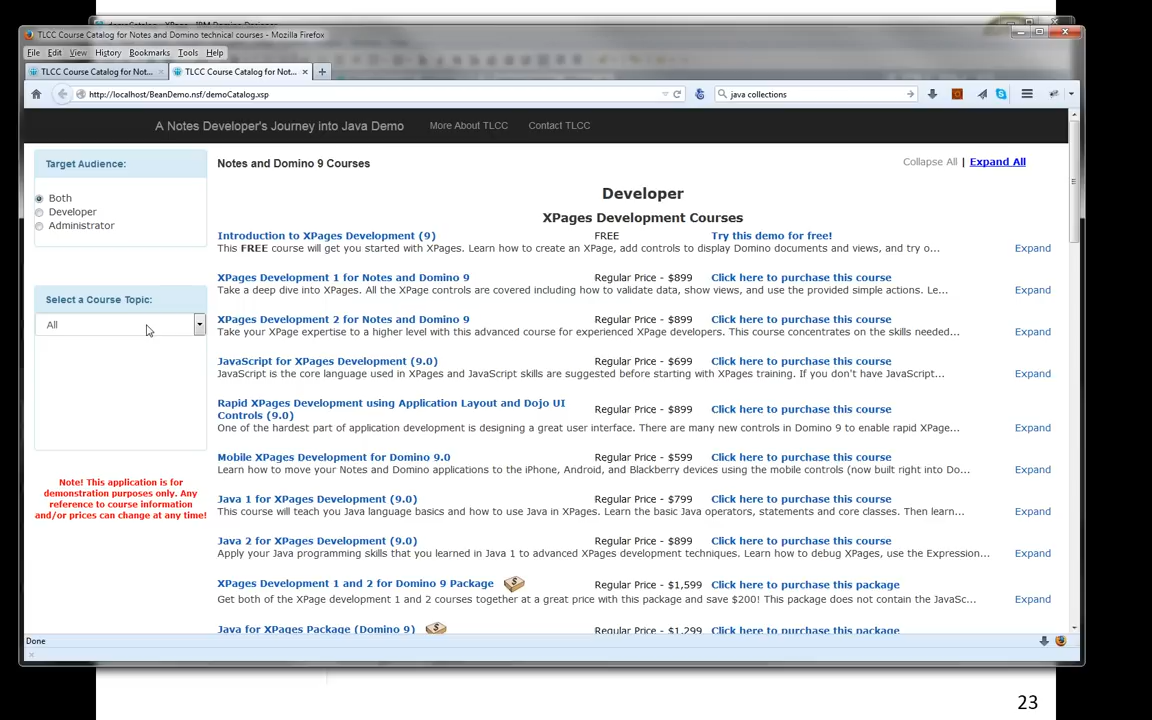 TLCC Course Catalog for Notes and Domino technical courses - Mozilla Firefox
File Edit View History Bookmarks Tools Help
TLCC Course Catalog for Not... × TLCC Course Catalog for Not... × +
http://localhost/BeanDemo.nsf/demoCatalog.xsp java collections
A Notes Developer's Journey into Java Demo More About TLCC Contact TLCC
Target Audience:
Both
Developer
Administrator
Select a Course Topic:
All
Note! This application is for
demonstration purposes only. Any
reference to course information
and/or prices can change at any time!
Notes and Domino 9 Courses Collapse All | Expand All
Developer
XPages Development Courses
Introduction to XPages Development (9) FREE Try this demo for free!
This FREE course will get you started with XPages. Learn how to create an XPage, add controls to display Domino documents and views, and try o... Expand
XPages Development 1 for Notes and Domino 9 Regular Price - $899 Click here to purchase this course
Take a deep dive into XPages. All the XPage controls are covered including how to validate data, show views, and use the provided simple actions. Le... Expand
XPages Development 2 for Notes and Domino 9 Regular Price - $899 Click here to purchase this course
Take your XPage expertise to a higher level with this advanced course for experienced XPage developers. This course concentrates on the skills needed... Expand
JavaScript for XPages Development (9.0) Regular Price - $699 Click here to purchase this course
JavaScript is the core language used in XPages and JavaScript skills are suggested before starting with XPages training. If you don't have JavaScript... Expand
Rapid XPages Development using Application Layout and Dojo UI
Controls (9.0) Regular Price - $899 Click here to purchase this course
One of the hardest part of application development is designing a great user interface. There are many new controls in Domino 9 to enable rapid XPage... Expand
Mobile XPages Development for Domino 9.0 Regular Price - $599 Click here to purchase this course
Learn how to move your Notes and Domino applications to the iPhone, Android, and Blackberry devices using the mobile controls (now built right into Do... Expand
Java 1 for XPages Development (9.0) Regular Price - $799 Click here to purchase this course
This course will teach you Java language basics and how to use Java in XPages. Learn the basic Java operators, statements and core classes. Then learn... Expand
Java 2 for XPages Development (9.0) Regular Price - $899 Click here to purchase this course
Apply your Java programming skills that you learned in Java 1 to advanced XPages development techniques. Learn how to debug XPages, use the Expression... Expand
XPages Development 1 and 2 for Domino 9 Package Regular Price - $1,599 Click here to purchase this package
Get both of the XPage development 1 and 2 courses together at a great price with this package and save $200! This package does not contain the JavaSc... Expand
Java for XPages Package (Domino 9) Regular Price - $1,299 Click here to purchase this package
Done
23